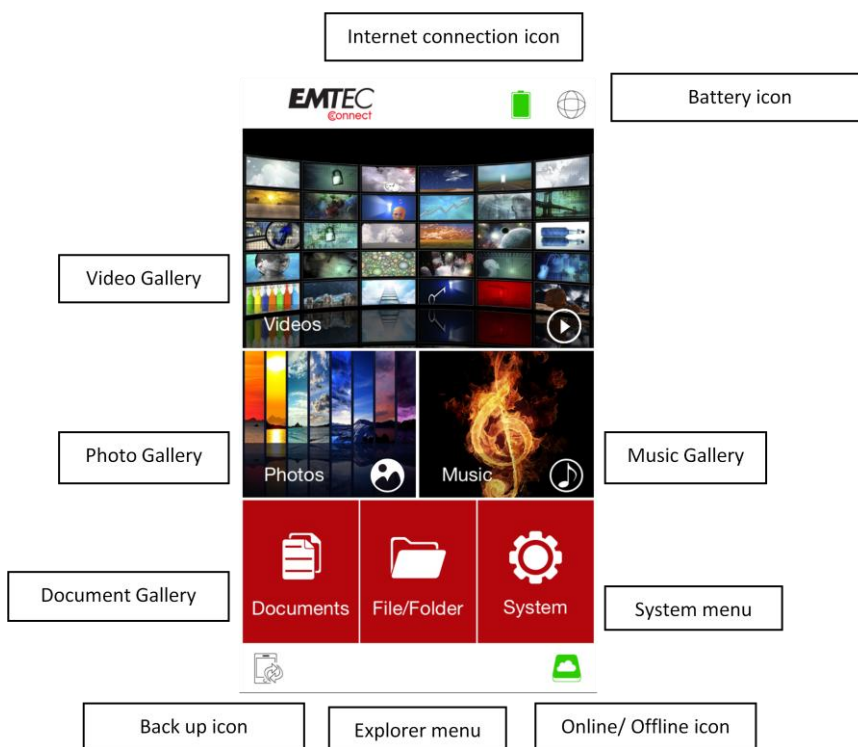 Internet connection icon
EMTEC
Connect
Battery icon
Video Gallery
Videos
Photo Gallery
Photos
Music
Music Gallery
Document Gallery
Documents
File/Folder
System
System menu
Back up icon
Explorer menu
Online/ Offline icon